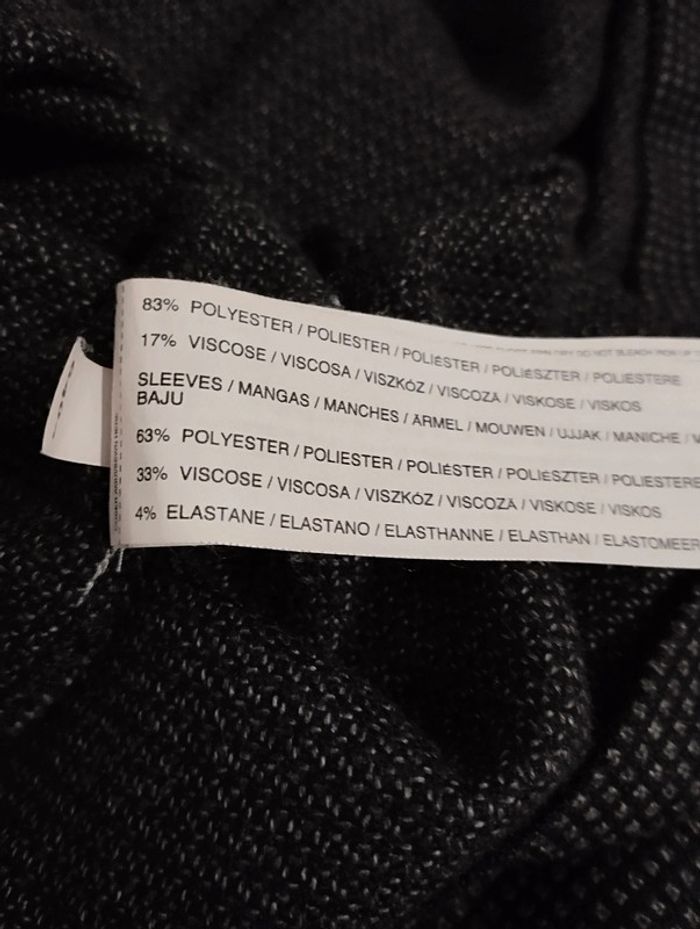 83% POLYESTER / POLIESTER / POLIÉSTER / POLIÉSZTER / POLIESTERE
17% VISCOSE / VISCOSA / VISZKÓZ / VISCOZĂ / VISKOSE / VISKOS
SLEEVES / MANGAS / MANCHES / ÄRMEL / MOUWEN / UJJAK / MANICHE /
BAJU
63% POLYESTER / POLIESTER / POLIÉSTER / POLIÉSZTER / POLIESTERE
33% VISCOSE / VISCOSA / VISZKÓZ / VISCOZĂ / VISKOSE / VISKOS
4% ELASTANE / ELASTANO / ELASTHANNE / ELASTHAN / ELASTOMEER